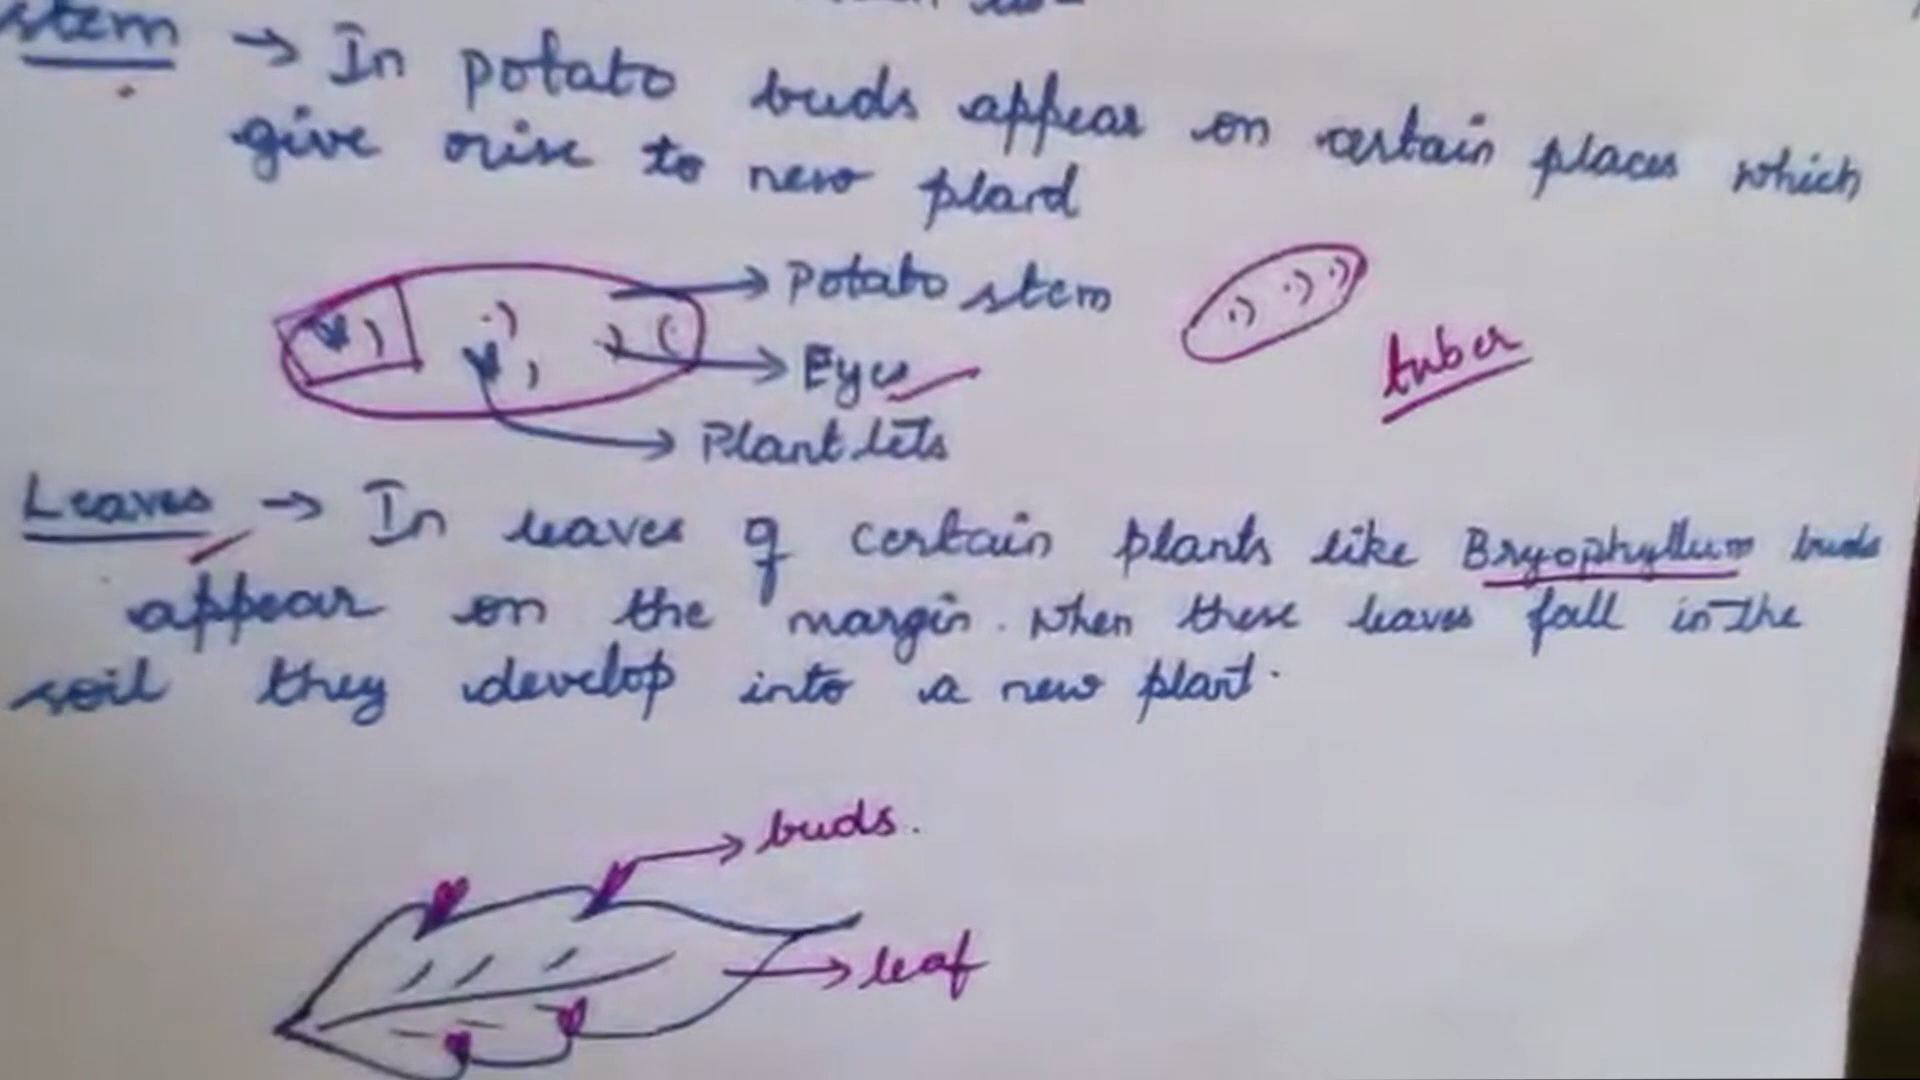 stem → In potato buds appear on certain places which
give rise to new pland
Potato stem
Eyes
tuber
Plantlets
Leaves → In leaves of certain plants like Bryophyllum buds
appear on the margin. When these leaves fall in the
soil they develop into a new plant.
buds.
leaf